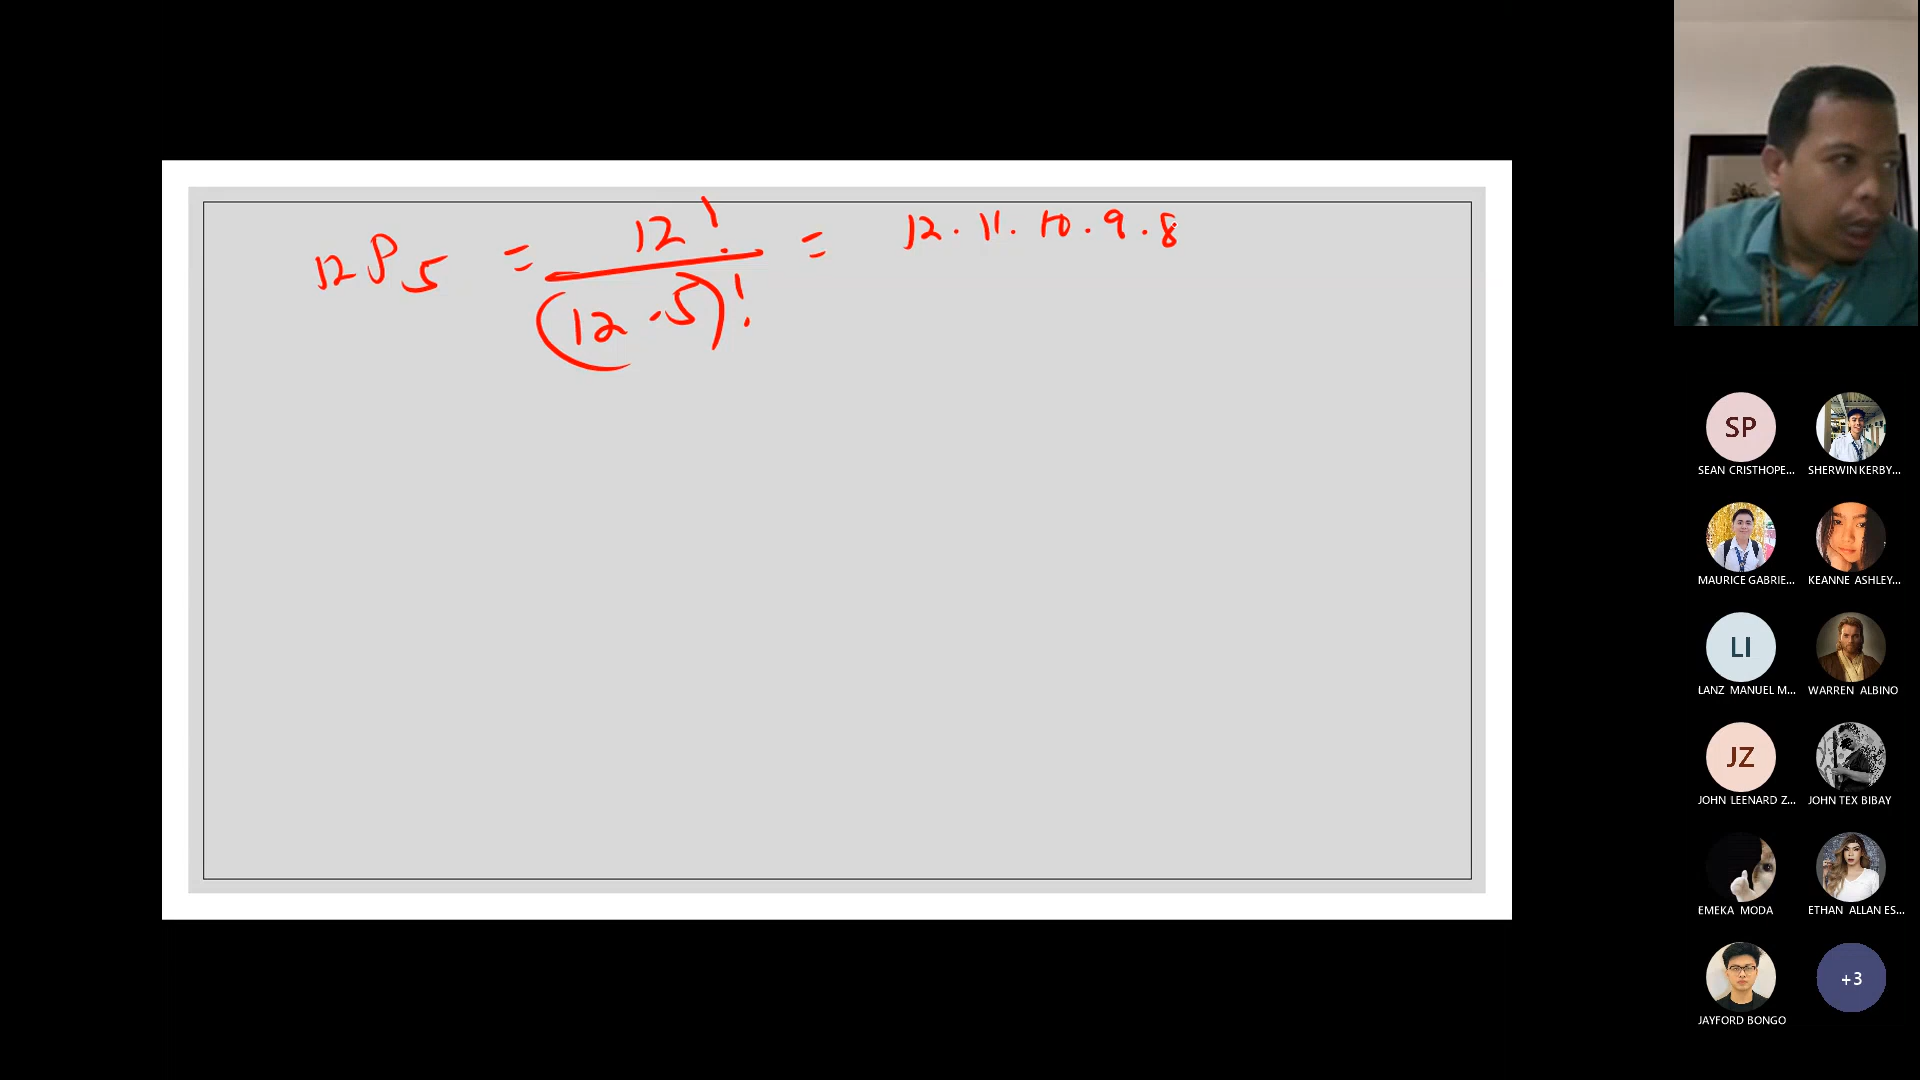 12P5 = 12! / (12-5)! = 12 · 11 · 10 · 9 · 8
SP
SEAN CRISTHOPE...
SHERWIN KERBY...
MAURICE GABRIE...
KEANNE ASHLEY...
LI
LANZ MANUEL M...
WARREN ALBINO
JZ
JOHN LEENARD Z...
JOHN TEX BIBAY
EMEKA MODA
ETHAN ALLAN ES...
JAYFORD BONGO
+3